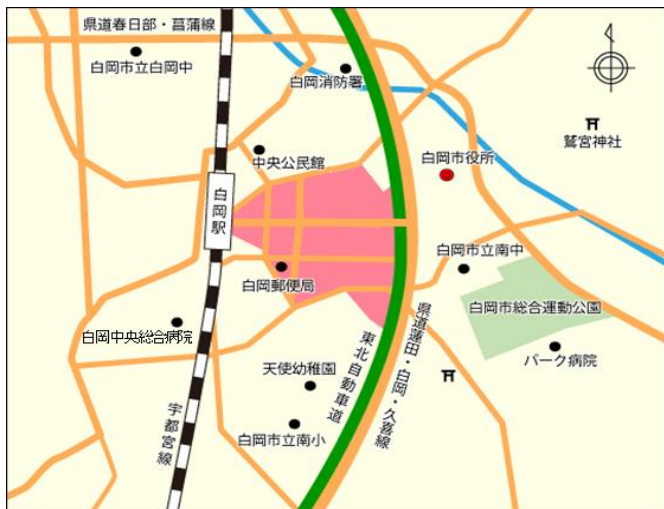 県道春日部・菖蒲線
白岡市立白岡中
白岡消防署
鷲宮神社
中央公民館
白岡市役所
白岡駅
白岡市立南中
白岡郵便局
白岡市総合運動公園
白岡中央総合病院
パーク病院
天使幼稚園
白岡市立南小
東北自動車道
県道蓮田・白岡・久喜線
宇都宮線